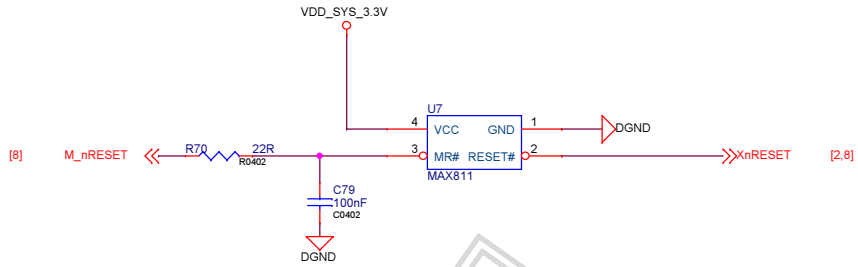 VDD_SYS_3.3V
U7
4 VCC GND 1 DGND
[8] M_nRESET R70 22R 3 MR# RESET# 2 XnRESET [2,8]
R0402
MAX811
C79
100nF
C0402
DGND